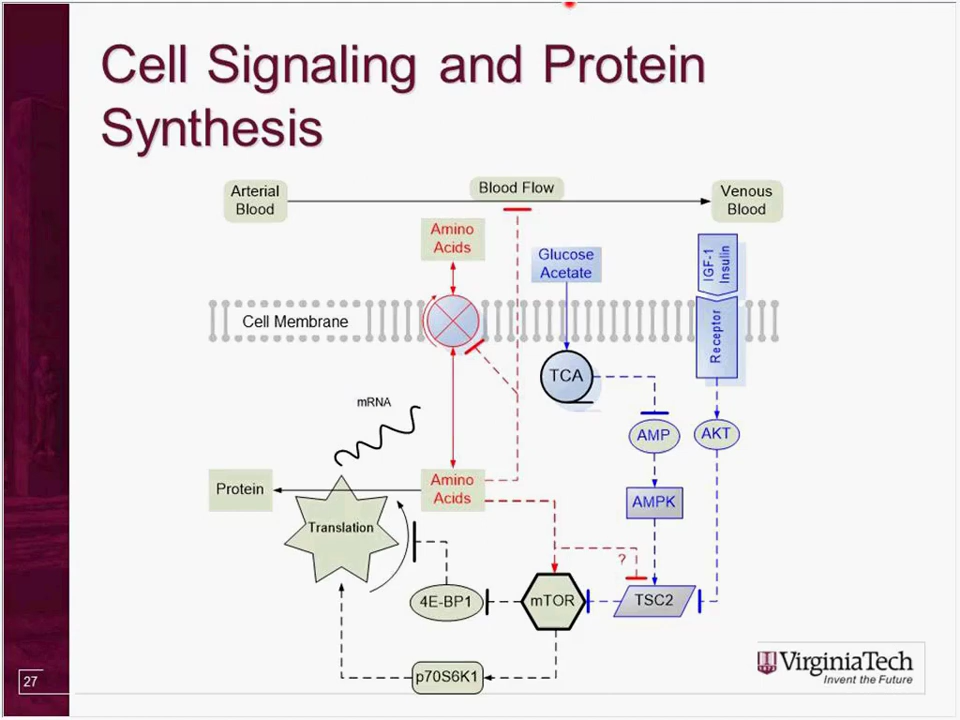 Cell Signaling and Protein
Synthesis
Arterial
Blood
Blood Flow
Venous
Blood
Amino
Acids
Glucose
Acetate
IGF-1
Insulin
Cell Membrane
Receptor
TCA
mRNA
AMP
AKT
Protein
Amino
Acids
AMPK
Translation
?
4E-BP1
mTOR
TSC2
p70S6K1
27
VirginiaTech
Invent the Future